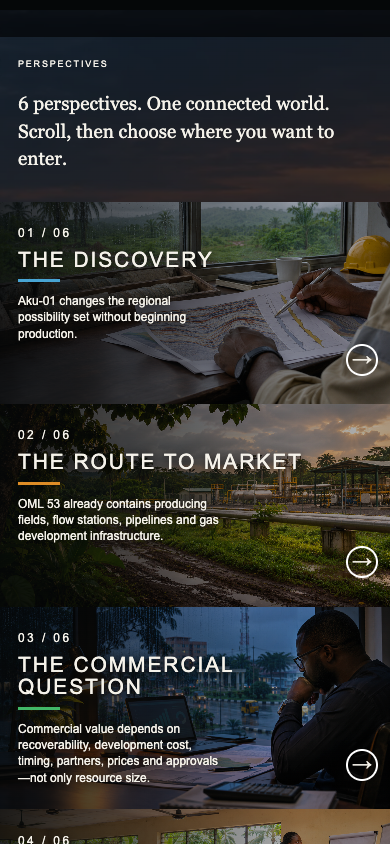 PERSPECTIVES
6 perspectives. One connected world.
Scroll, then choose where you want to
enter.
01 / 06
THE DISCOVERY
Aku-01 changes the regional
possibility set without beginning
production.
02 / 06
THE ROUTE TO MARKET
OML 53 already contains producing
fields, flow stations, pipelines and gas
development infrastructure.
03 / 06
THE COMMERCIAL
QUESTION
Commercial value depends on
recoverability, development cost,
timing, partners, prices and approvals
—not only resource size.
04 / 06